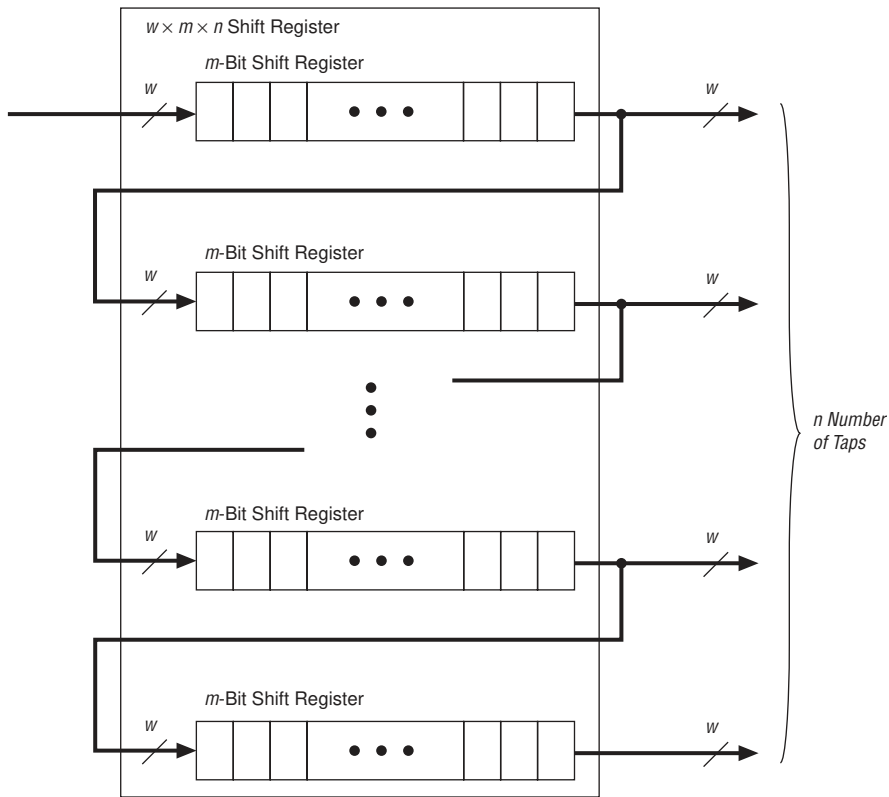 w × m × n Shift Register
m-Bit Shift Register
w
w
m-Bit Shift Register
w
w
n Number
of Taps
m-Bit Shift Register
w
w
m-Bit Shift Register
w
w